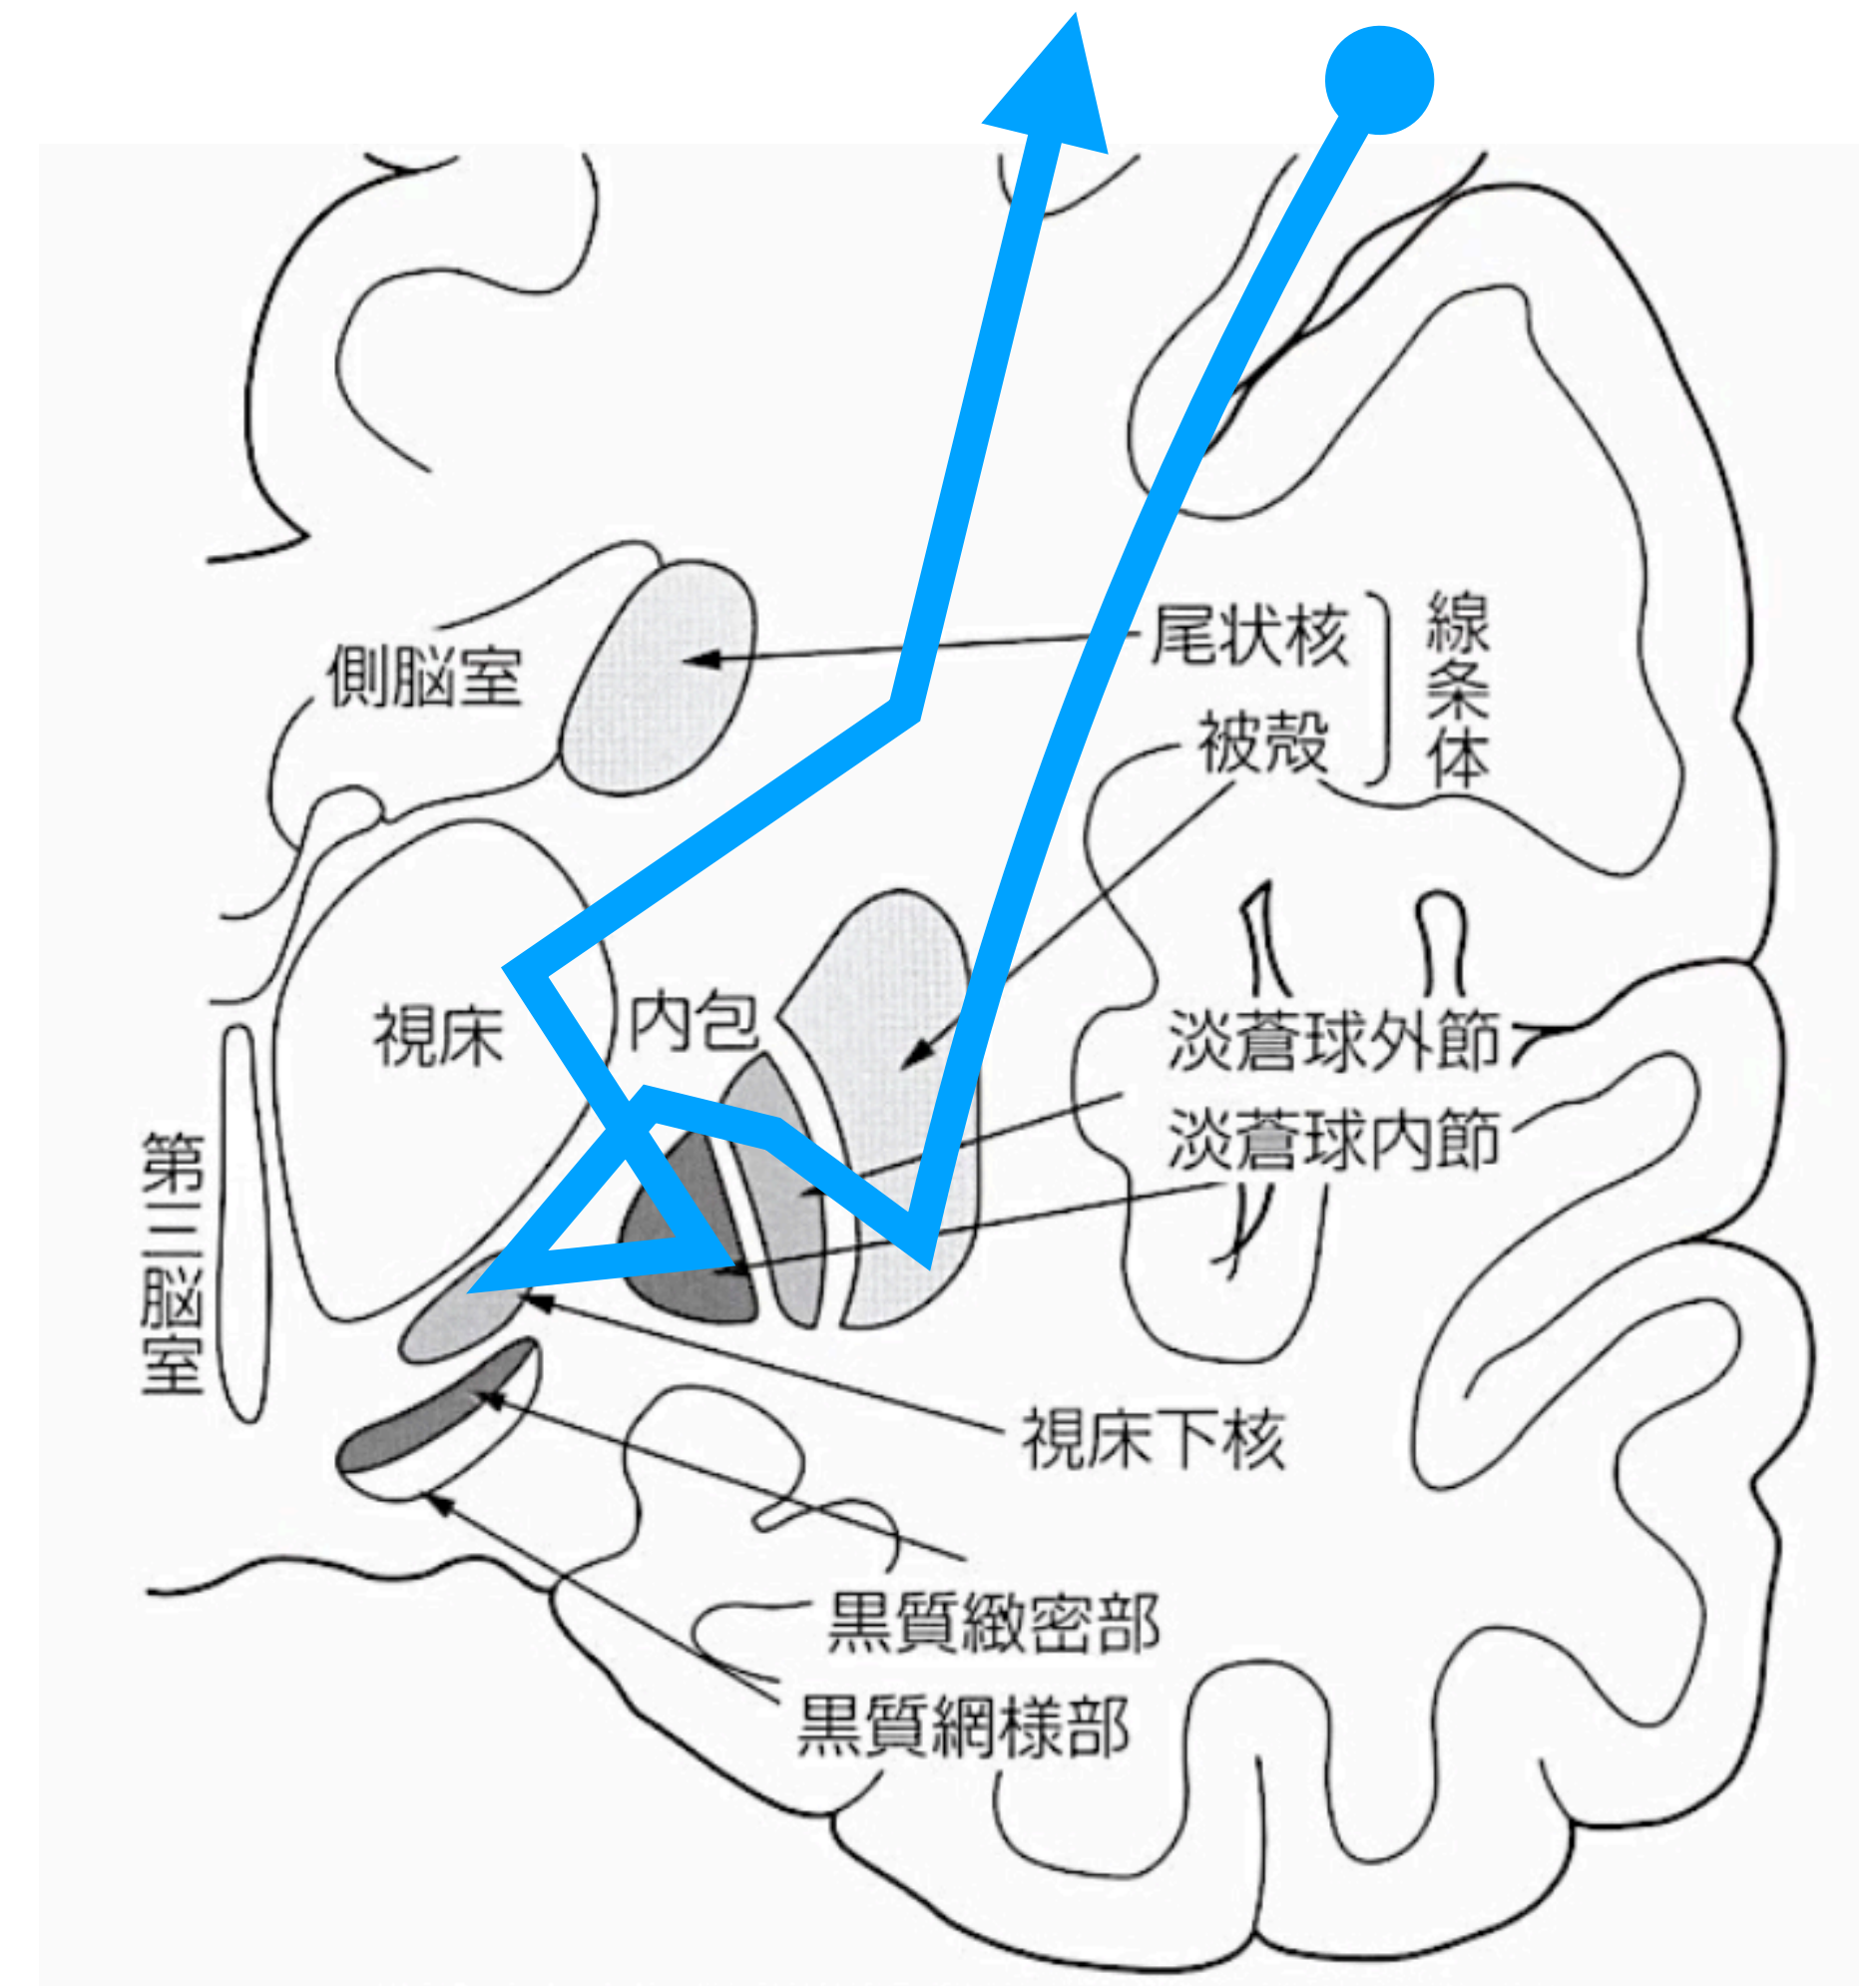 尾状核
線条体
側脳室
被殻
視床
内包
淡蒼球外節
淡蒼球内節
第三脳室
視床下核
黒質緻密部
黒質網様部